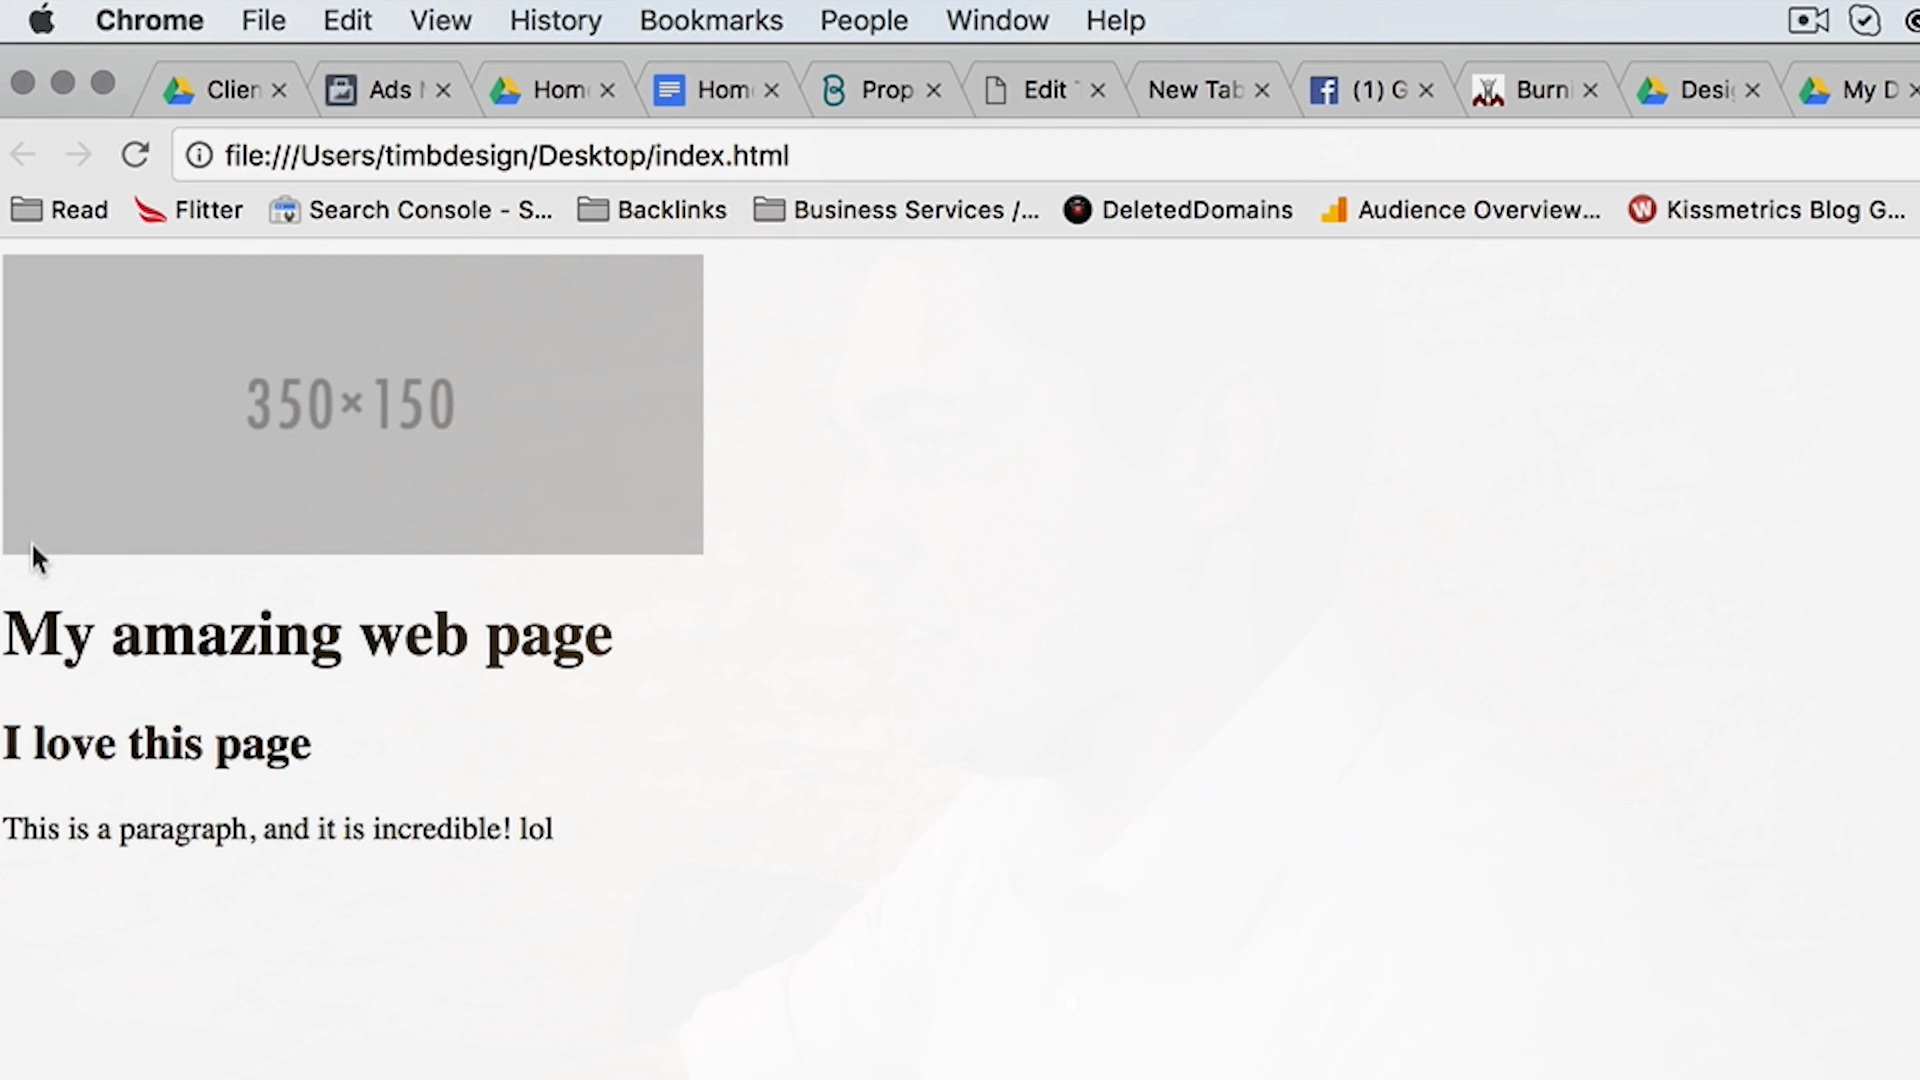 Chrome File Edit View History Bookmarks People Window Help
Clien Ads Hom Hom Prop Edit New Tab (1) G Burni Desi My D
file:///Users/timbdesign/Desktop/index.html
Read Flitter Search Console - S... Backlinks Business Services /... DeletedDomains Audience Overview... Kissmetrics Blog G...
350×150
My amazing web page
I love this page
This is a paragraph, and it is incredible! lol